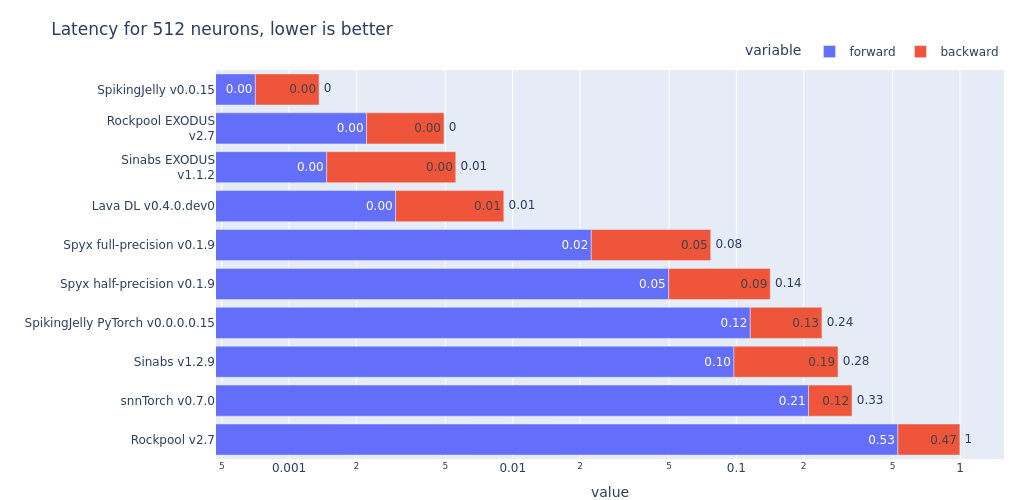 Latency for 512 neurons, lower is better
variable forward backward
SpikingJelly v0.0.15 0.00 0.00 0
Rockpool EXODUS
v2.7 0.00 0.00 0
Sinabs EXODUS
v1.1.2 0.00 0.00 0.01
Lava DL v0.4.0.dev0 0.00 0.01 0.01
Spyx full-precision v0.1.9 0.02 0.05 0.08
Spyx half-precision v0.1.9 0.05 0.09 0.14
SpikingJelly PyTorch v0.0.0.0.15 0.12 0.13 0.24
Sinabs v1.2.9 0.10 0.19 0.28
snnTorch v0.7.0 0.21 0.12 0.33
Rockpool v2.7 0.53 0.47 1
5 0.001 2 5 0.01 2 5 0.1 2 5 1
value